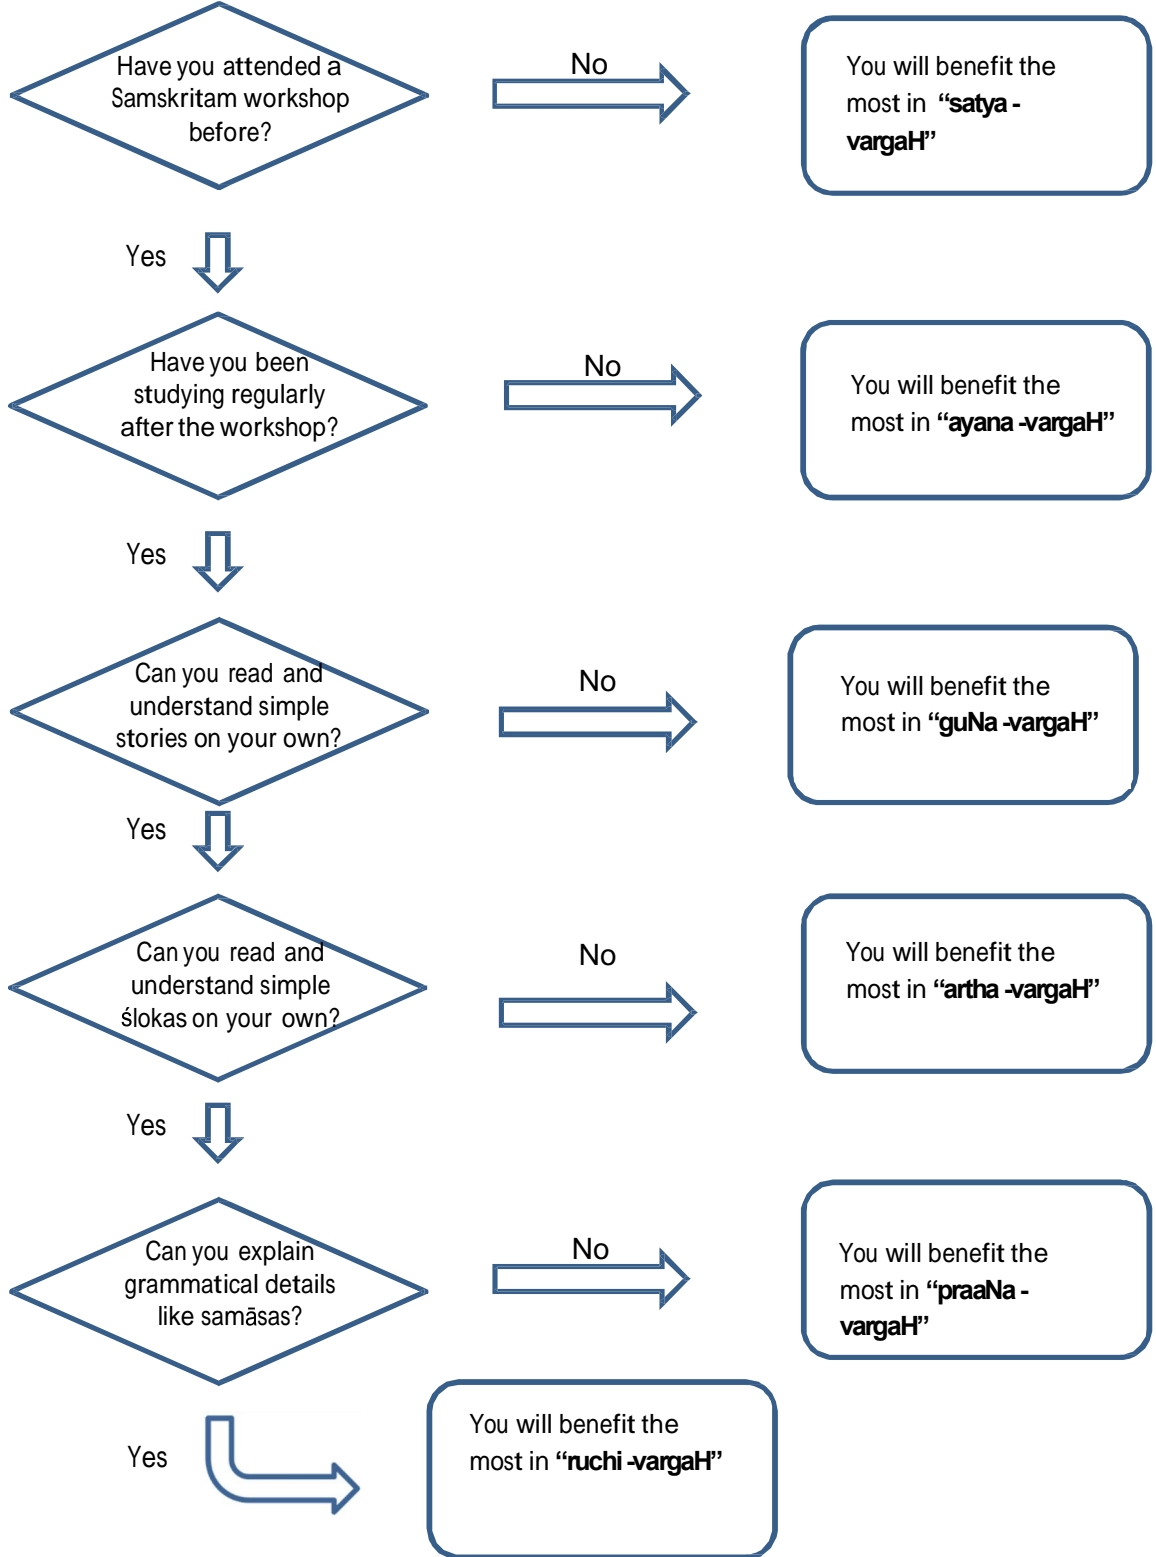 Have you attended a
Samskritam workshop
before?
No
You will benefit the
most in “satya -
vargaH”
Yes
Have you been
studying regularly
after the workshop?
No
You will benefit the
most in “ayana -vargaH”
Yes
Can you read and
understand simple
stories on your own?
No
You will benefit the
most in “guNa -vargaH”
Yes
Can you read and
understand simple
ślokas on your own?
No
You will benefit the
most in “artha -vargaH”
Yes
Can you explain
grammatical details
like samāsas?
No
You will benefit the
most in “praaNa -
vargaH”
Yes
You will benefit the
most in “ruchi -vargaH”